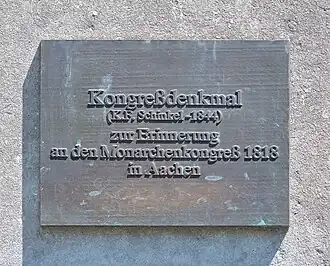 Kongreßdenkmal
(K.F. Schinkel - 1844)
zur Erinnerung
an den Monarchenkongreß 1818
in Aachen